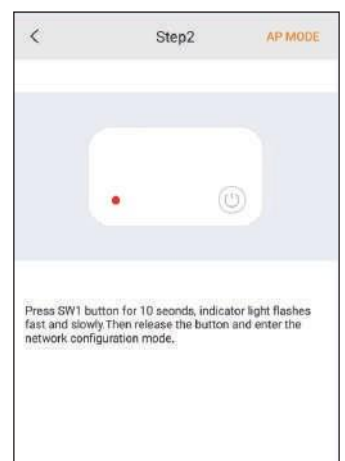 Step2
AP MODE
Press SW1 button for 10 seonds, indicator light flashes
fast and slowly.Then release the button and enter the
network configuration mode.